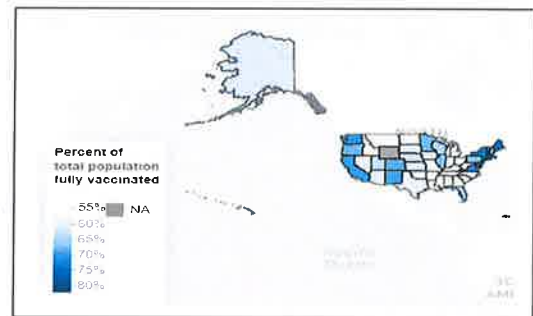 Percent of
total population
fully vaccinated
55% NA
60%
65%
70%
75%
80%